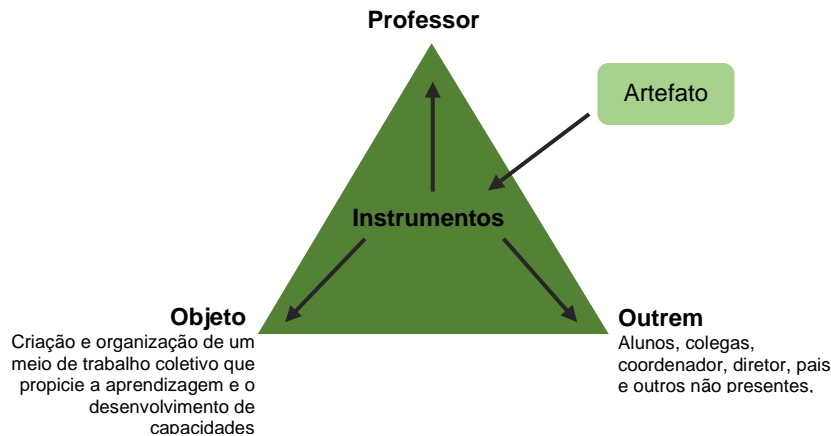 Professor
Artefato
Instrumentos
Objeto
Criação e organização de um
meio de trabalho coletivo que
propicie a aprendizagem e o
desenvolvimento de
capacidades
Outrem
Alunos, colegas,
coordenador, diretor, pais
e outros não presentes.